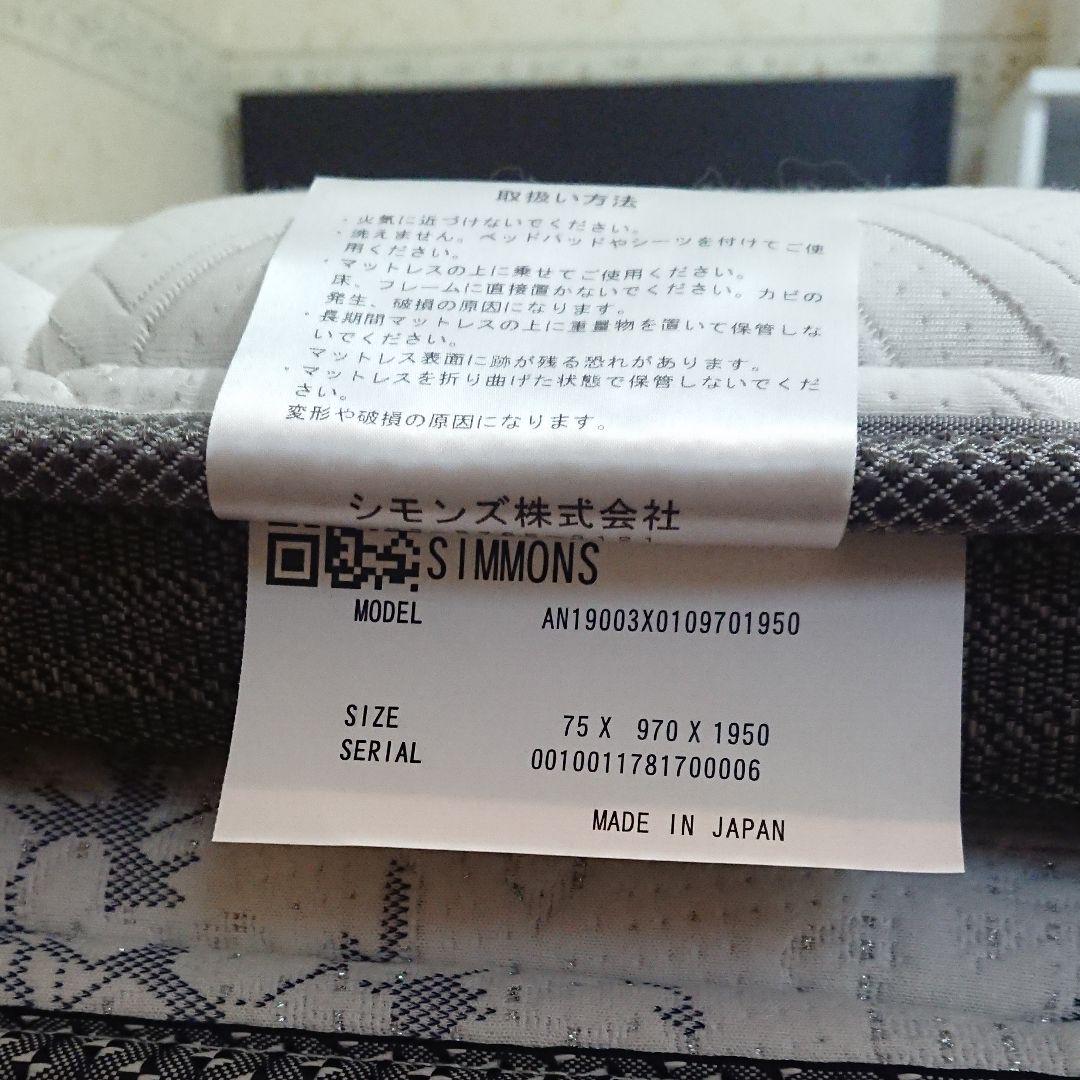 取扱い方法
・火気に近づけないでください。
・洗えません。ベッドパッドやシーツを付けてご使
用ください。
・マットレスの上に乗せてご使用ください。
床、フレームに直接置かないでください。カビの
発生、破損の原因になります。
・長期間マットレスの上に重量物を置いて保管しな
いでください。
マットレス表面に跡が残る恐れがあります。
・マットレスを折り曲げた状態で保管しないでくだ
さい。
変形や破損の原因になります。
シモンズ株式会社
SIMMONS
MODEL AN19003X0109701950
SIZE 75 X 970 X 1950
SERIAL 0010011781700006
MADE IN JAPAN